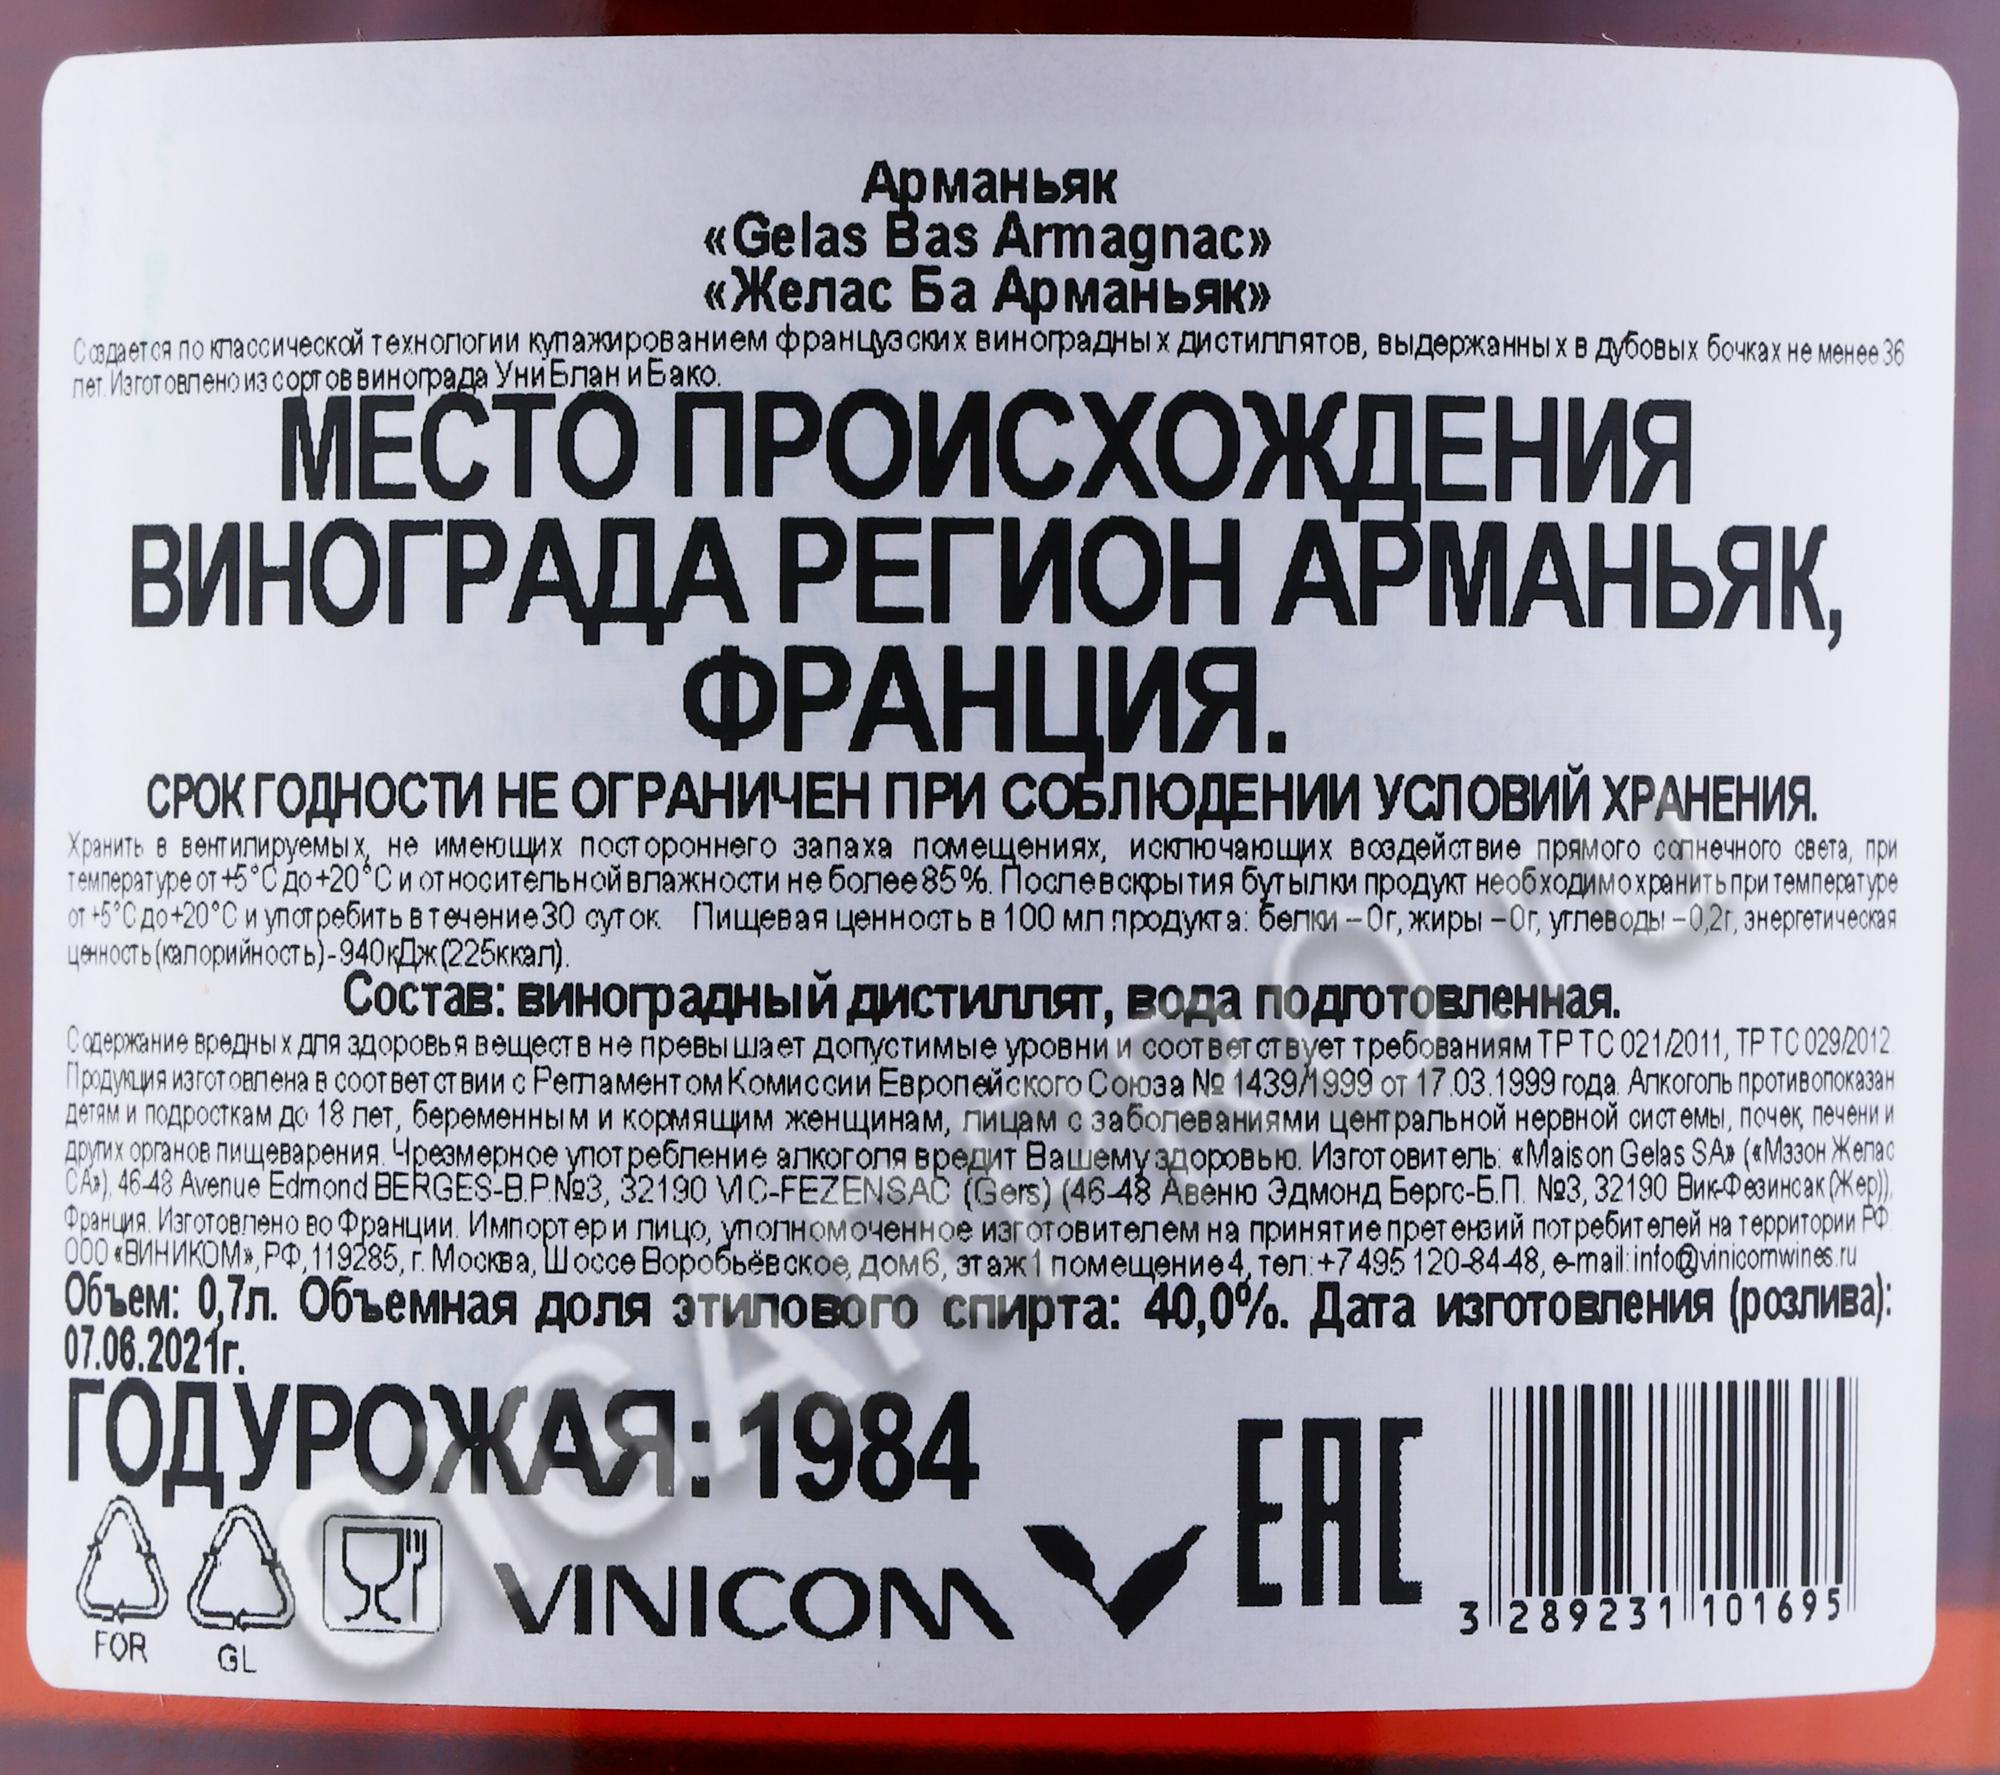 Арманьяк
«Gelas Bas Armagnac»
«Желас Ба Арманьяк»
Создается по классической технологии купажированием французских виноградных дистиллятов, выдержанных в дубовых бочках не менее 36
лет. Изготовлено из сортов винограда Уни Блан и Бако.
МЕСТО ПРОИСХОЖДЕНИЯ
ВИНОГРАДА РЕГИОН АРМАНЬЯК,
ФРАНЦИЯ.
СРОК ГОДНОСТИ НЕ ОГРАНИЧЕН ПРИ СОБЛЮДЕНИИ УСЛОВИЙ ХРАНЕНИЯ.
Хранить в вентилируемых, не имеющих постороннего запаха помещениях, исключающих воздействие прямого солнечного света, при
температуре от +5°С до +20°С и относительной влажности не более 85%. После вскрытия бутылки продукт необходимо хранить при температуре
от +5°С до +20°С и употребить в течение 30 суток. Пищевая ценность в 100 мл продукта: белки – 0г, жиры – 0г, углеводы – 0,2г, энергетическая
ценность (калорийность) - 940 кДж (225ккал).
Состав: виноградный дистиллят, вода подготовленная.
Содержание вредных для здоровья веществ не превышает допустимые уровни и соответствует требованиям ТР ТС 021/2011, ТР ТС 029/2012.
Продукция изготовлена в соответствии с Регламентом Комиссии Европейского Союза № 1439/1999 от 17.03.1999 года. Алкоголь противопоказан
детям и подросткам до 18 лет, беременным и кормящим женщинам, лицам с заболеваниями центральной нервной системы, почек, печени и
других органов пищеварения. Чрезмерное употребление алкоголя вредит Вашему здоровью. Изготовитель: «Maison Gelas SA» («Мэзон Желас
СА»), 46-48 Avenue Edmond BERGES-B.P.№3, 32190 VIC-FEZENSAC (Gers) (46-48 Авеню Эдмонд Бергс-Б.П. №3, 32190 Вик-Фезинсак (Жер)),
Франция. Изготовлено во Франции. Импортер и лицо, уполномоченное изготовителем на принятие претензий потребителей на территории РФ:
ООО «ВИНИКОМ», РФ, 119285, г. Москва, Шоссе Воробьёвское, дом 6, этаж 1 помещение 4, тел: +7 495 120-84-48, e-mail: info@vinicomwines.ru
Объем: 0,7л. Объемная доля этилового спирта: 40,0%. Дата изготовления (розлива):
07.06.2021г.
ГОД УРОЖАЯ: 1984
FOR
GL
VINICOM
EAC
3 289231 101695
CIGARPRO.ru